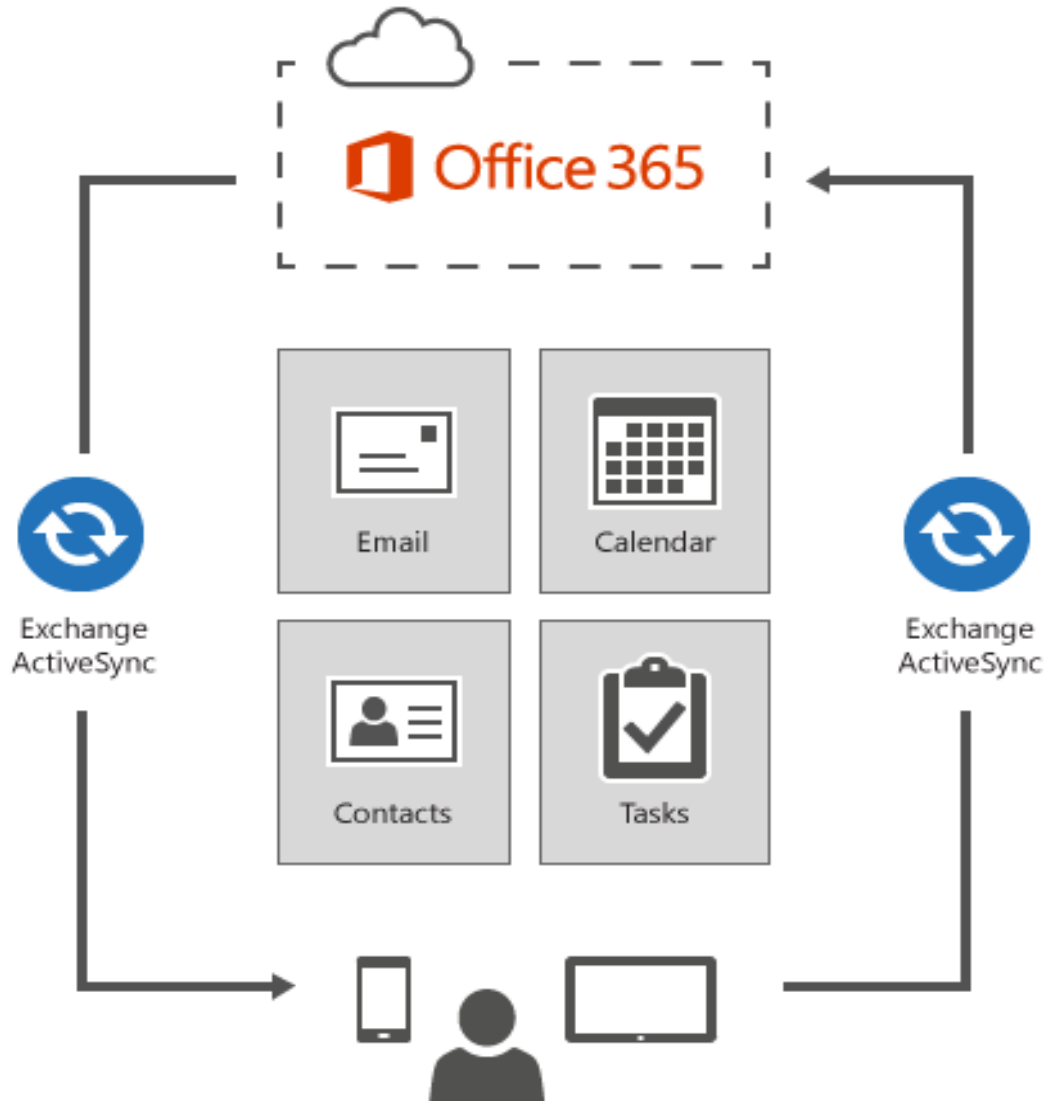 Office 365
Email
Calendar
Exchange
ActiveSync
Exchange
ActiveSync
Contacts
Tasks